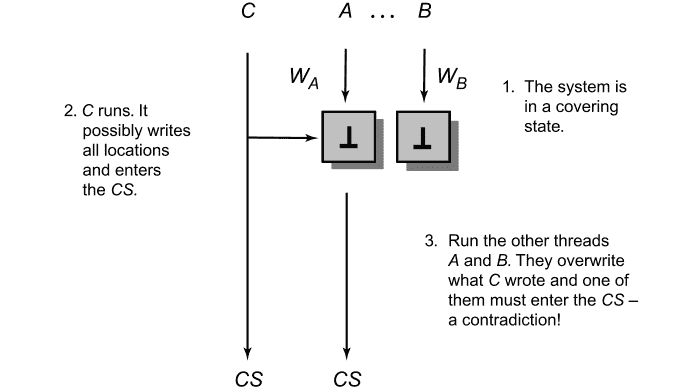 C
A ... B
W_A
W_B
1. The system is
in a covering
state.
2. C runs. It
possibly writes
all locations
and enters
the CS.
⊥
⊥
3. Run the other threads
A and B. They overwrite
what C wrote and one of
them must enter the CS –
a contradiction!
CS
CS